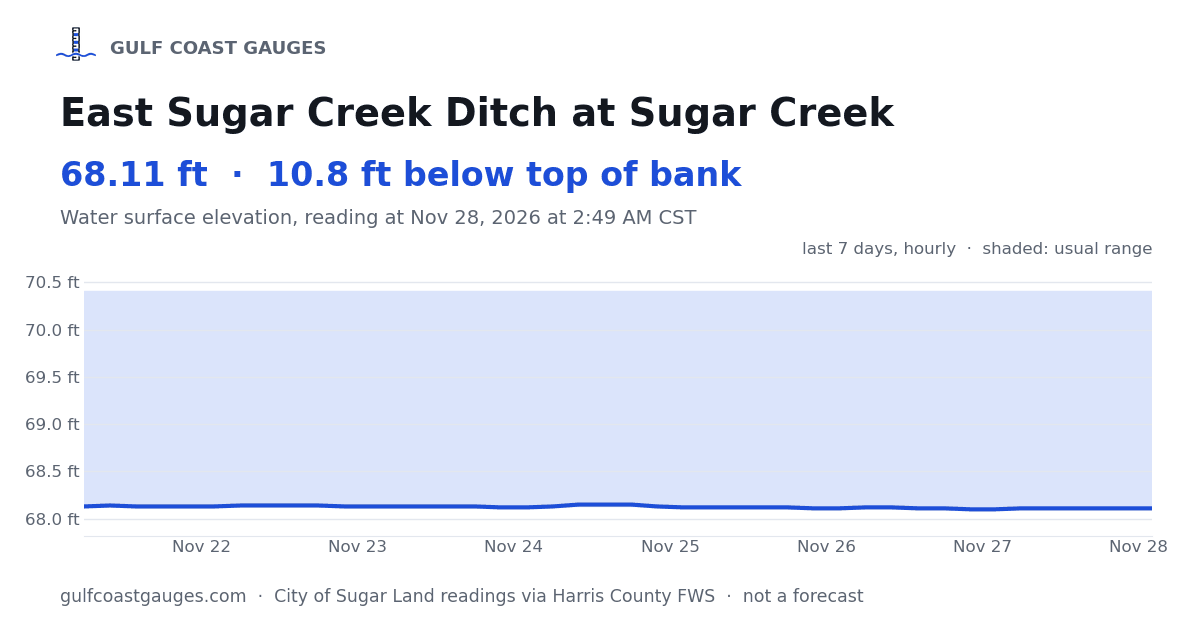 GULF COAST GAUGES
East Sugar Creek Ditch at Sugar Creek
68.11 ft · 10.8 ft below top of bank
Water surface elevation, reading at Nov 28, 2026 at 2:49 AM CST
last 7 days, hourly · shaded: usual range
70.5 ft
70.0 ft
69.5 ft
69.0 ft
68.5 ft
68.0 ft
Nov 22 Nov 23 Nov 24 Nov 25 Nov 26 Nov 27 Nov 28
gulfcoastgauges.com · City of Sugar Land readings via Harris County FWS · not a forecast